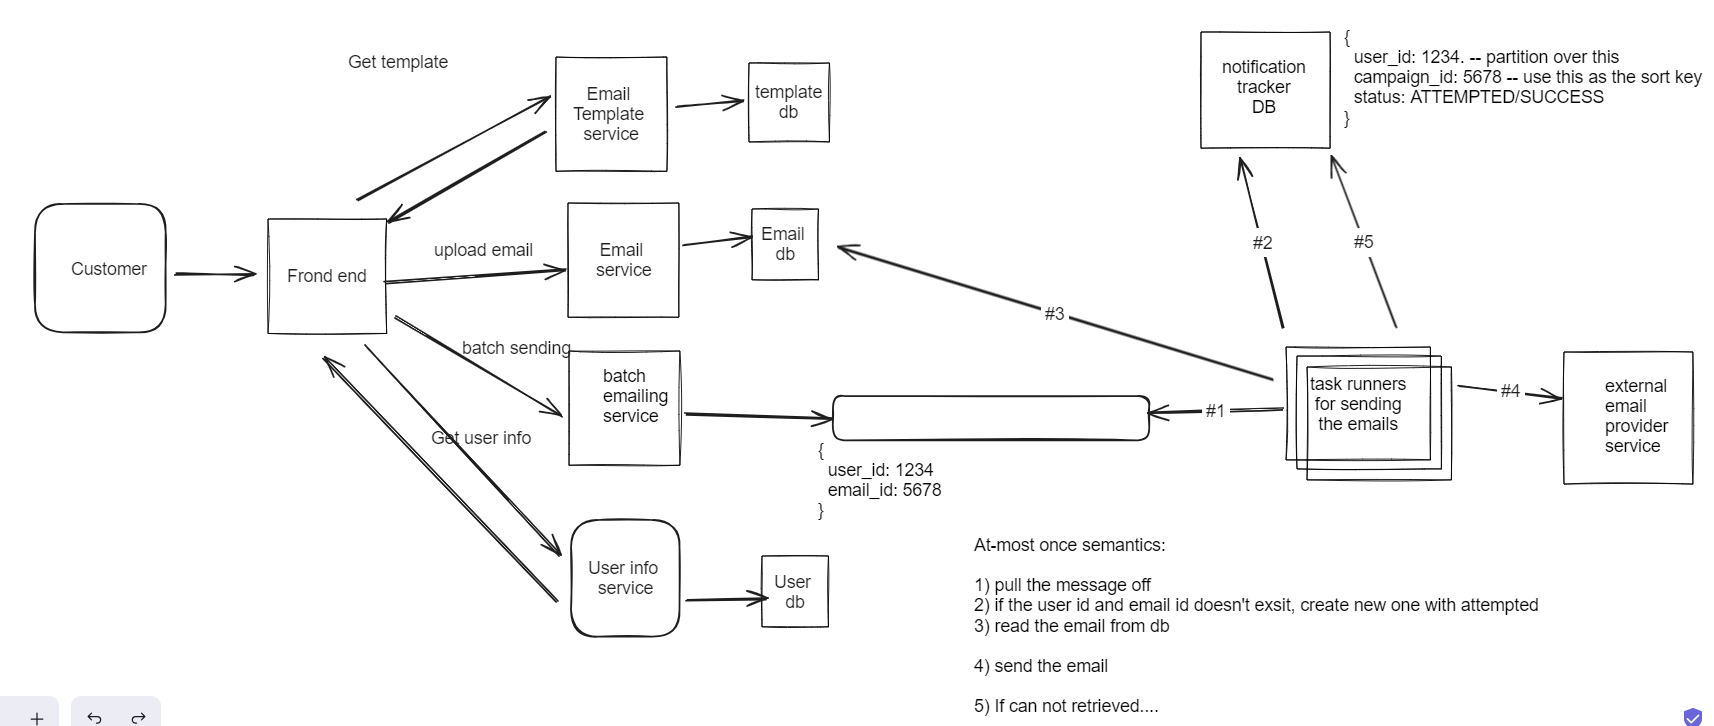 Get template
Email
Template
service
template
db
notification
tracker
DB
{
user_id: 1234. -- partition over this
campaign_id: 5678 -- use this as the sort key
status: ATTEMPTED/SUCCESS
}
Customer
Frond end
upload email
Email
service
Email
db
#2
#5
#3
batch sending
batch
emailing
service
Get user info
{
user_id: 1234
email_id: 5678
}
#1
task runners
for sending
the emails
#4
external
email
provider
service
User info
service
User
db
At-most once semantics:
1) pull the message off
2) if the user id and email id doesn't exsit, create new one with attempted
3) read the email from db
4) send the email
5) If can not retrieved....